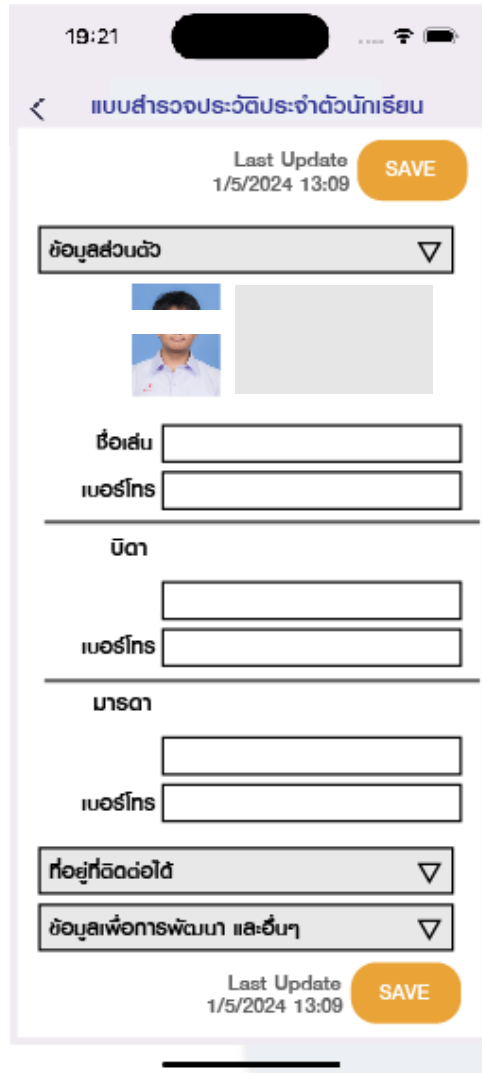 19:21
แบบสำรวจประวัติประจำตัวนักเรียน
Last Update
1/5/2024 13:09
SAVE
ข้อมูลส่วนตัว
ชื่อเล่น
เบอร์โทร
บิดา
เบอร์โทร
มารดา
เบอร์โทร
ที่อยู่ที่ติดต่อได้
ข้อมูลเพื่อการพัฒนา และอื่นๆ
Last Update
1/5/2024 13:09
SAVE